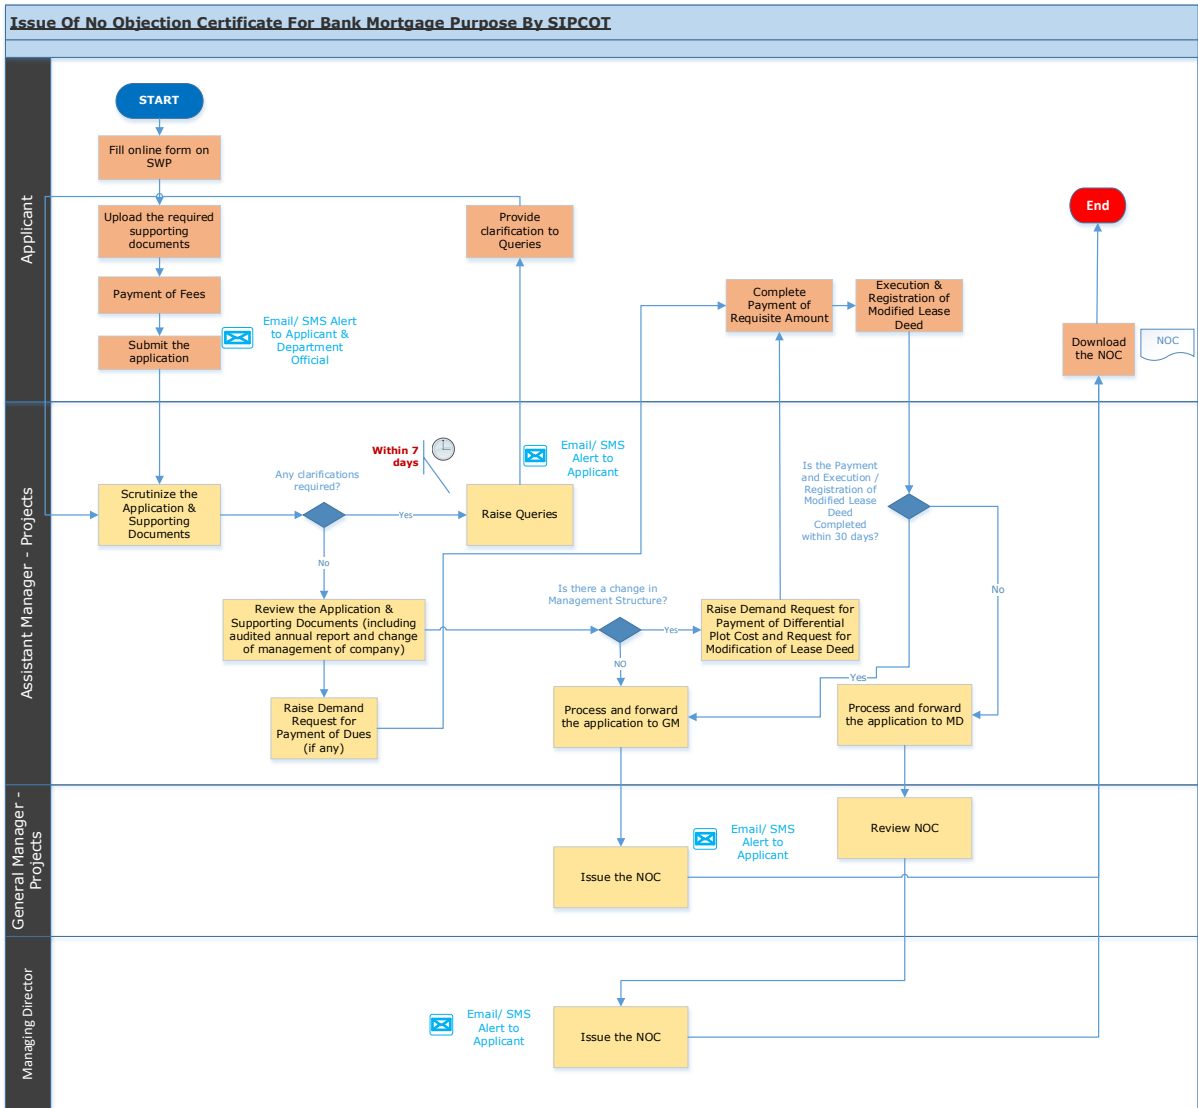 Issue Of No Objection Certificate For Bank Mortgage Purpose By SIPCOT
Applicant
START
Fill online form on
SWP
Upload the required
supporting
documents
Payment of Fees
Submit the
application
Email/ SMS Alert
to Applicant &
Department
Official
Provide
clarification to
Queries
Complete
Payment of
Requisite Amount
Execution &
Registration of
Modified Lease
Deed
End
Download
the NOC
NOC
Assistant Manager - Projects
Scrutinize the
Application &
Supporting
Documents
Any clarifications
required?
Yes
No
Within 7
days
Raise Queries
Email/ SMS
Alert to
Applicant
Is the Payment
and Execution /
Registration of
Modified Lease
Deed
Completed
within 30 days?
No
Yes
Review the Application &
Supporting Documents (including
audited annual report and change
of management of company)
Is there a change in
Management Structure?
Yes
NO
Raise Demand Request for
Payment of Differential
Plot Cost and Request for
Modification of Lease Deed
Raise Demand
Request for
Payment of Dues
(if any)
Process and forward
the application to GM
Process and forward
the application to MD
General Manager -
Projects
Review NOC
Email/ SMS
Alert to
Applicant
Issue the NOC
Managing Director
Email/ SMS
Alert to
Applicant
Issue the NOC